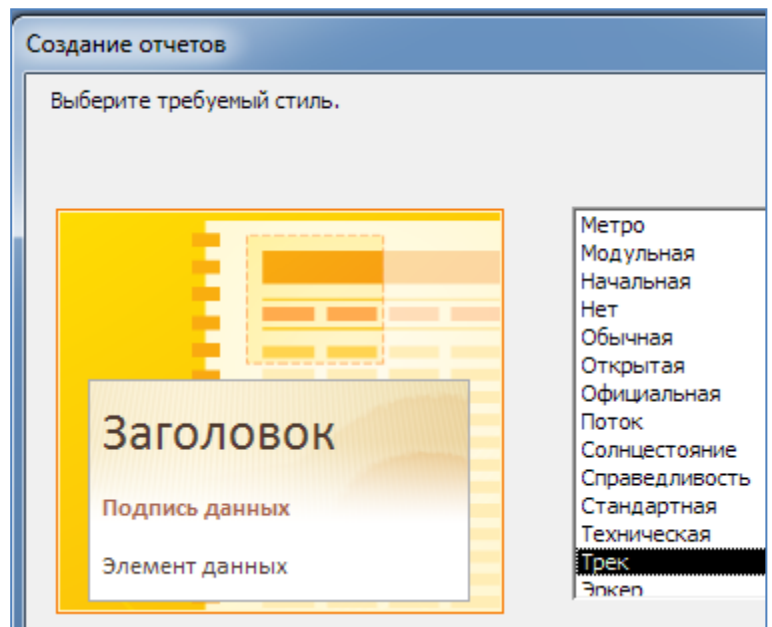 Создание отчетов
Выберите требуемый стиль.
Заголовок
Подпись данных
Элемент данных
Метро
Модульная
Начальная
Нет
Обычная
Открытая
Официальная
Поток
Солнцестояние
Справедливость
Стандартная
Техническая
Трек
Эркер